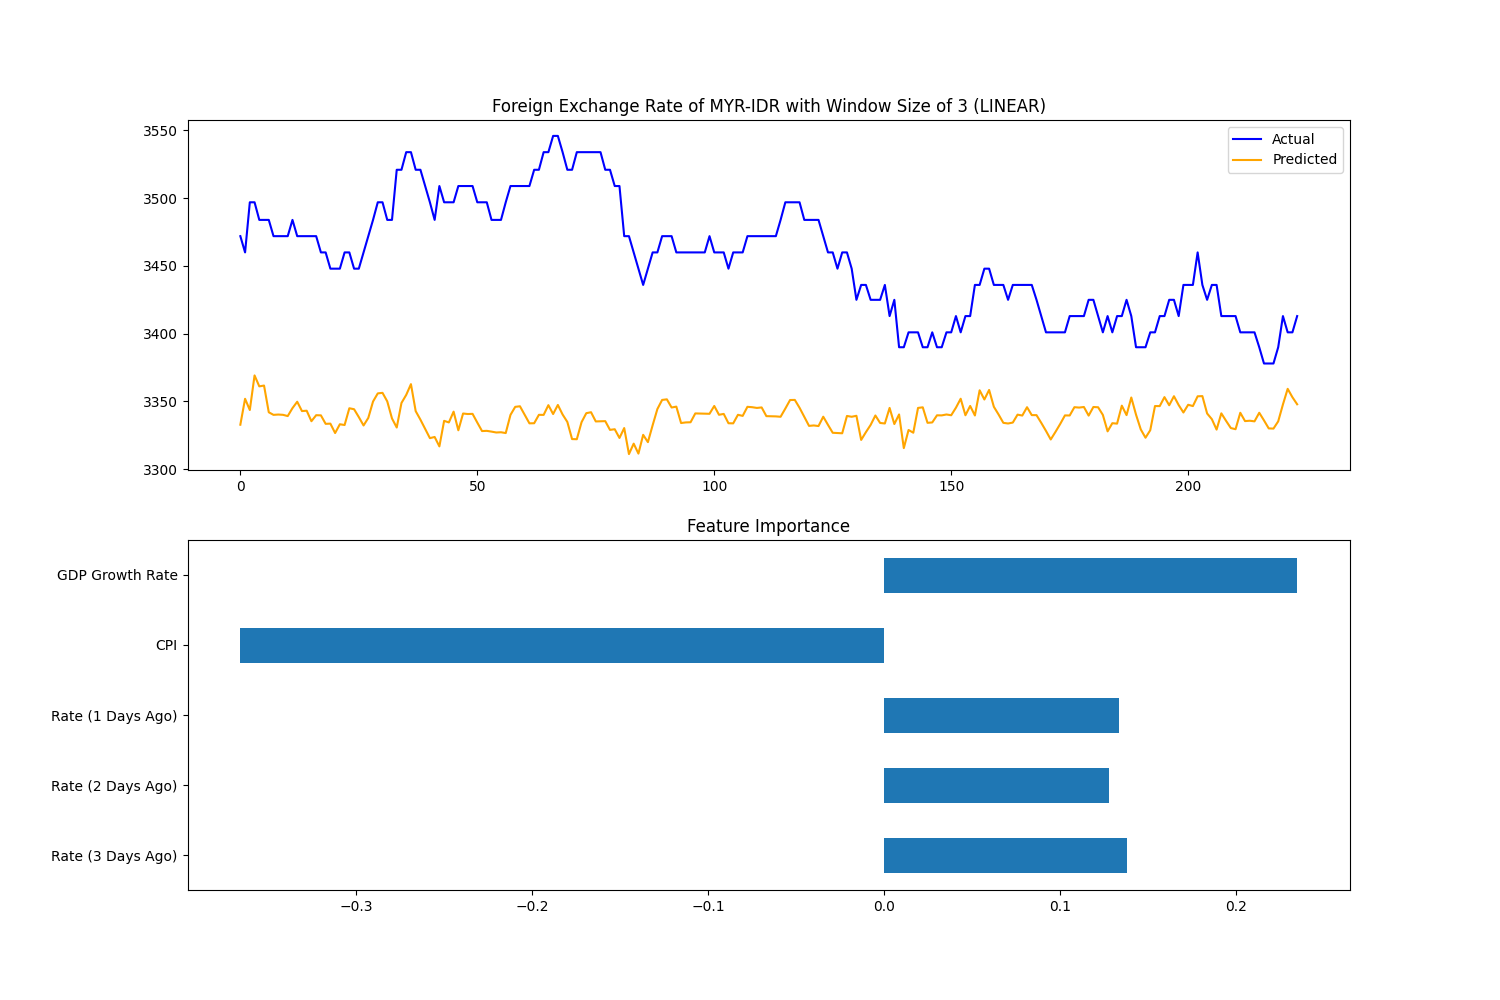 Foreign Exchange Rate of MYR-IDR with Window Size of 3 (LINEAR)
3550
3500
3450
3400
3350
3300
Actual
Predicted
0 50 100 150 200
Feature Importance
GDP Growth Rate
CPI
Rate (1 Days Ago)
Rate (2 Days Ago)
Rate (3 Days Ago)
−0.3 −0.2 −0.1 0.0 0.1 0.2